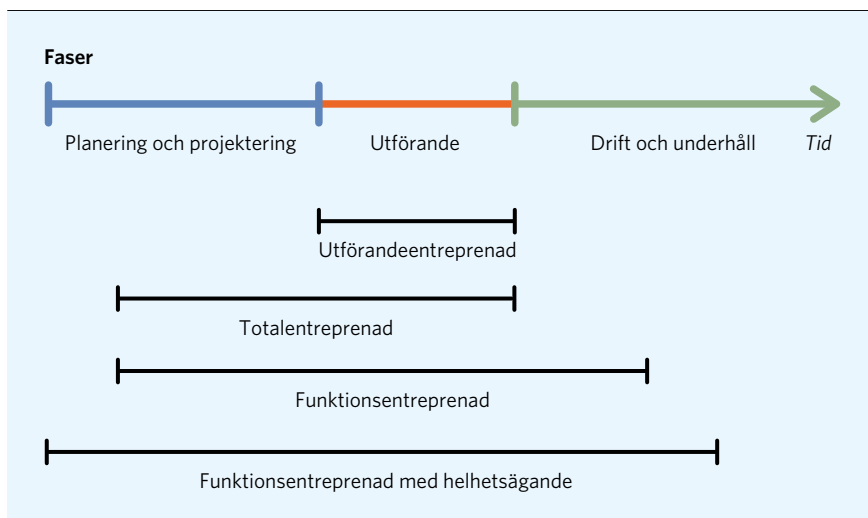 Faser
Planering och projektering
Utförande
Drift och underhåll
Tid
Utförandeentreprenad
Totalentreprenad
Funktionsentreprenad
Funktionsentreprenad med helhetsägande